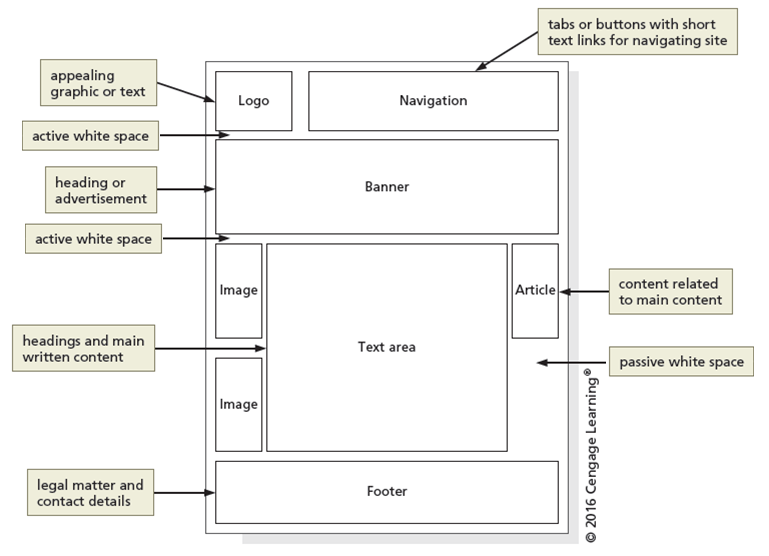 tabs or buttons with short
text links for navigating site
appealing
graphic or text
Logo
Navigation
active white space
heading or
advertisement
Banner
active white space
Image
Article
content related
to main content
headings and main
written content
Text area
passive white space
Image
legal matter and
contact details
Footer
© 2016 Cengage Learning®